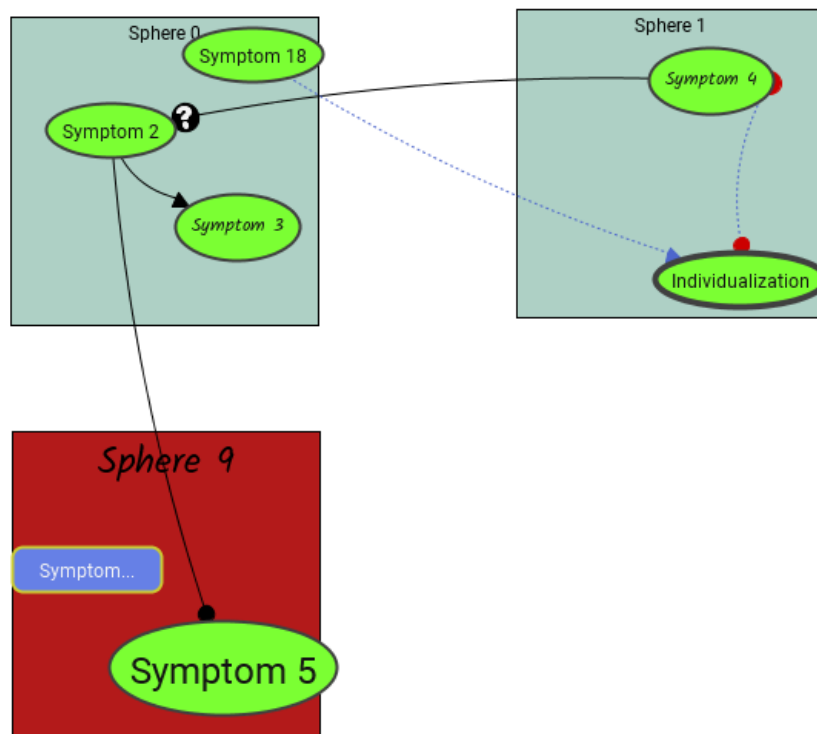 Sphere 0
Sphere 1
Symptom 18
Symptom 4
?
Symptom 2
Symptom 3
Individualization
Sphere 9
Symptom...
Symptom 5